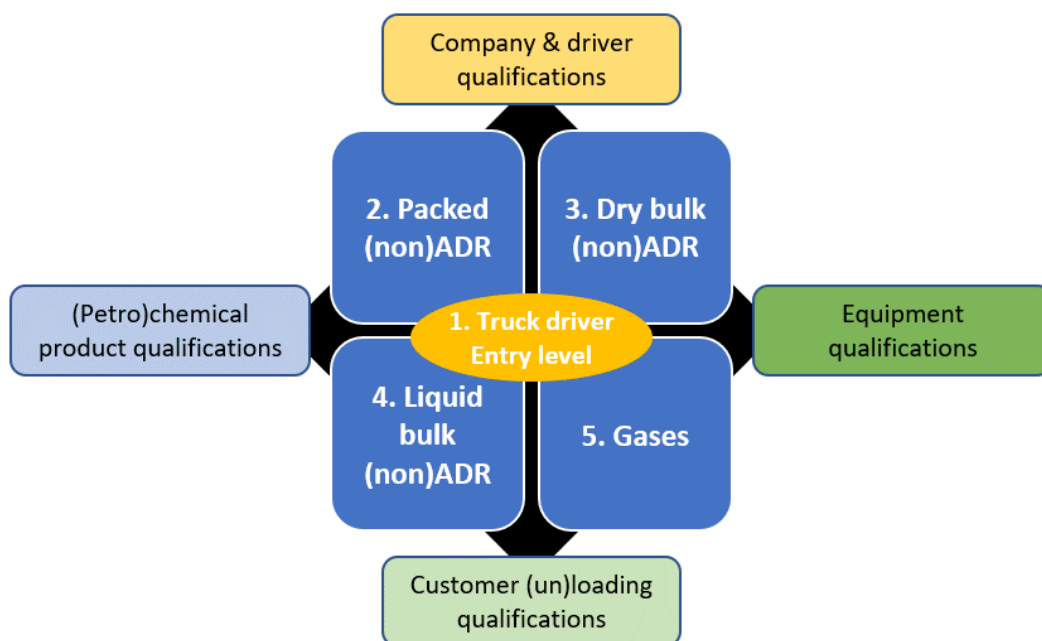 Company & driver
qualifications
2. Packed
(non)ADR
3. Dry bulk
(non)ADR
(Petro)chemical
product qualifications
1. Truck driver
Entry level
Equipment
qualifications
4. Liquid
bulk
(non)ADR
5. Gases
Customer (un)loading
qualifications